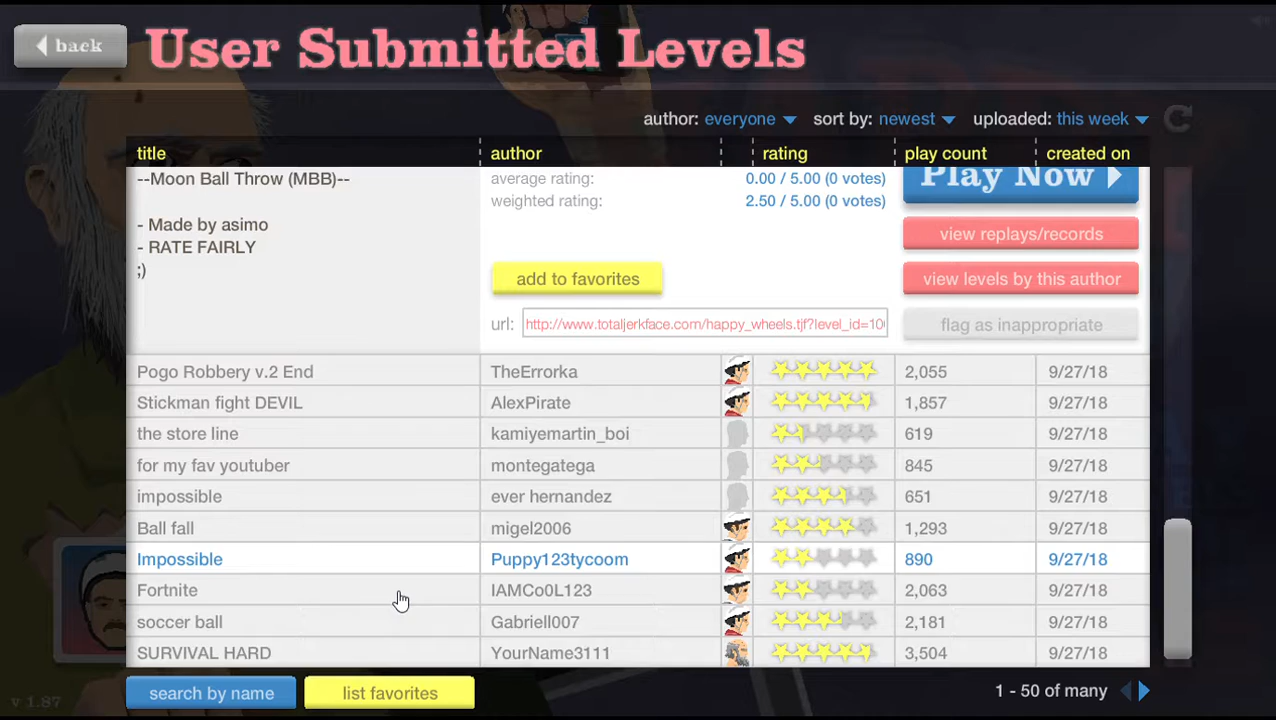 back
User Submitted Levels
author: everyone sort by: newest uploaded: this week
title author rating play count created on
--Moon Ball Throw (MBB)--
- Made by asimo
- RATE FAIRLY
;)
average rating: 0.00 / 5.00 (0 votes)
weighted rating: 2.50 / 5.00 (0 votes)
add to favorites
url: http://www.totaljerkface.com/happy_wheels.tjf?level_id=10
Play Now
view replays/records
view levels by this author
flag as inappropriate
Pogo Robbery v.2 End TheErrorka 2,055 9/27/18
Stickman fight DEVIL AlexPirate 1,857 9/27/18
the store line kamiyemartin_boi 619 9/27/18
for my fav youtuber montegatega 845 9/27/18
impossible ever hernandez 651 9/27/18
Ball fall migel2006 1,293 9/27/18
Impossible Puppy123tycoom 890 9/27/18
Fortnite IAMCo0L123 2,063 9/27/18
soccer ball Gabriell007 2,181 9/27/18
SURVIVAL HARD YourName3111 3,504 9/27/18
search by name list favorites 1 - 50 of many
v 1.87